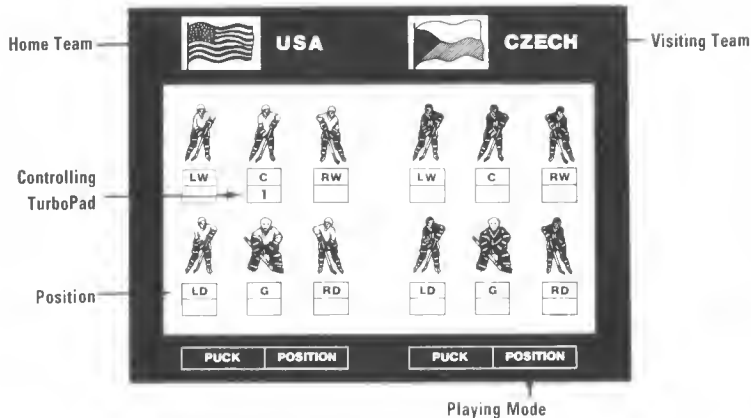 Home Team
USA
CZECH
Visiting Team
LW
C
RW
LW
C
RW
Controlling
TurboPad
1
Position
LD
G
RD
LD
G
RD
PUCK
POSITION
PUCK
POSITION
Playing Mode